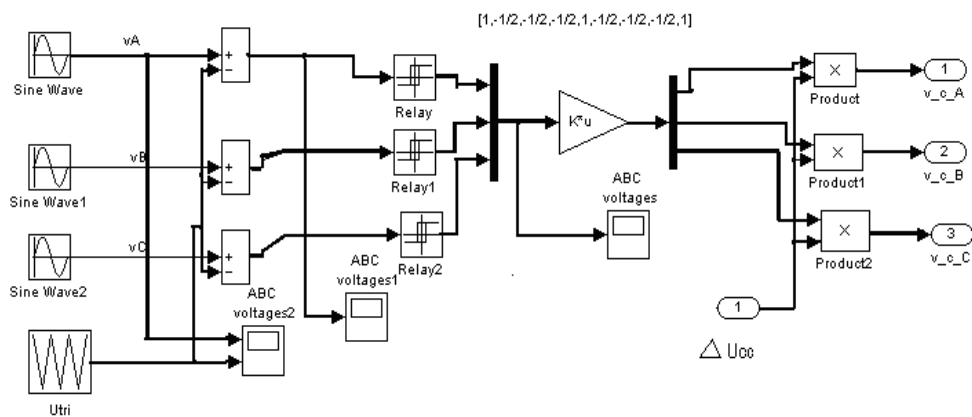 [1,-1/2,-1/2,-1/2,1,-1/2,-1/2,-1/2,1]
vA
+
−
Sine Wave
Relay
K*u
×
Product
1
v_c_A
vB
+
−
Sine Wave1
Relay1
×
Product1
2
v_c_B
ABC
voltages
vC
+
−
Sine Wave2
Relay2
×
Product2
3
v_c_C
ABC
voltages1
ABC
voltages2
1
△ Ucc
Utri